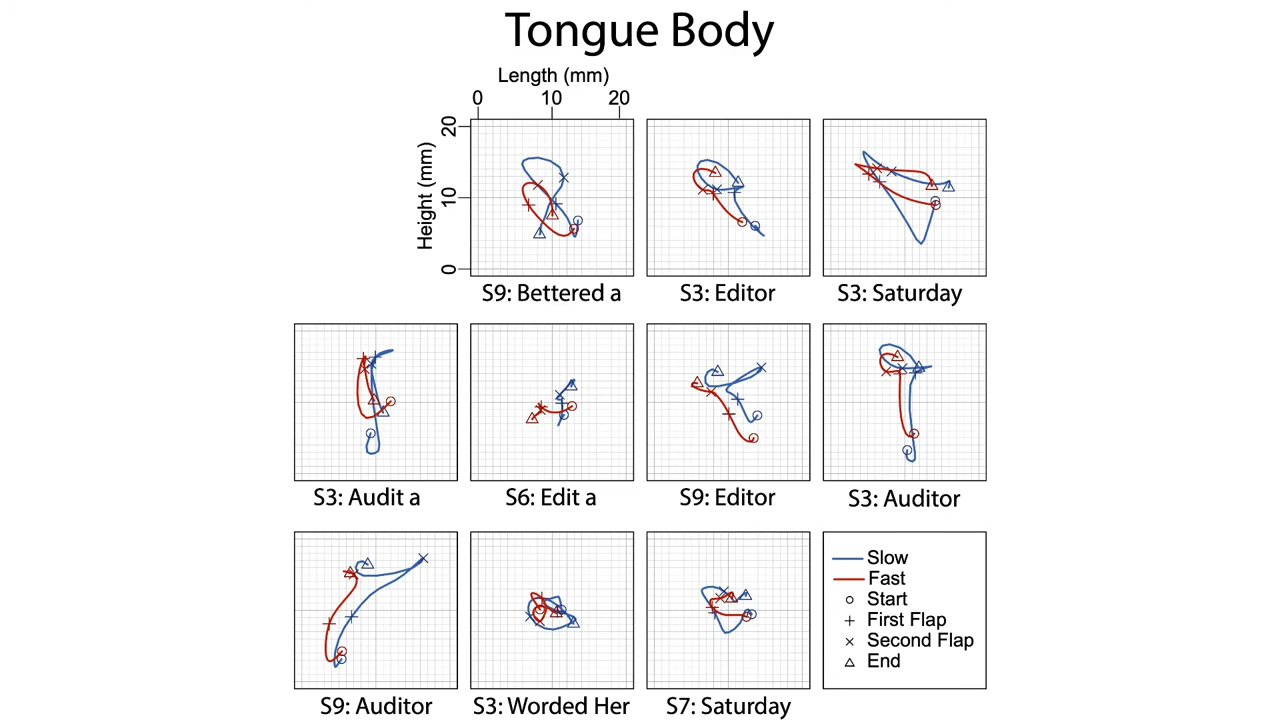 Tongue Body
Length (mm)
0 10 20
Height (mm)
20
10
0
S9: Bettered a
S3: Editor
S3: Saturday
S3: Audit a
S6: Edit a
S9: Editor
S3: Auditor
S9: Auditor
S3: Worded Her
S7: Saturday
Slow
Fast
Start
First Flap
Second Flap
End